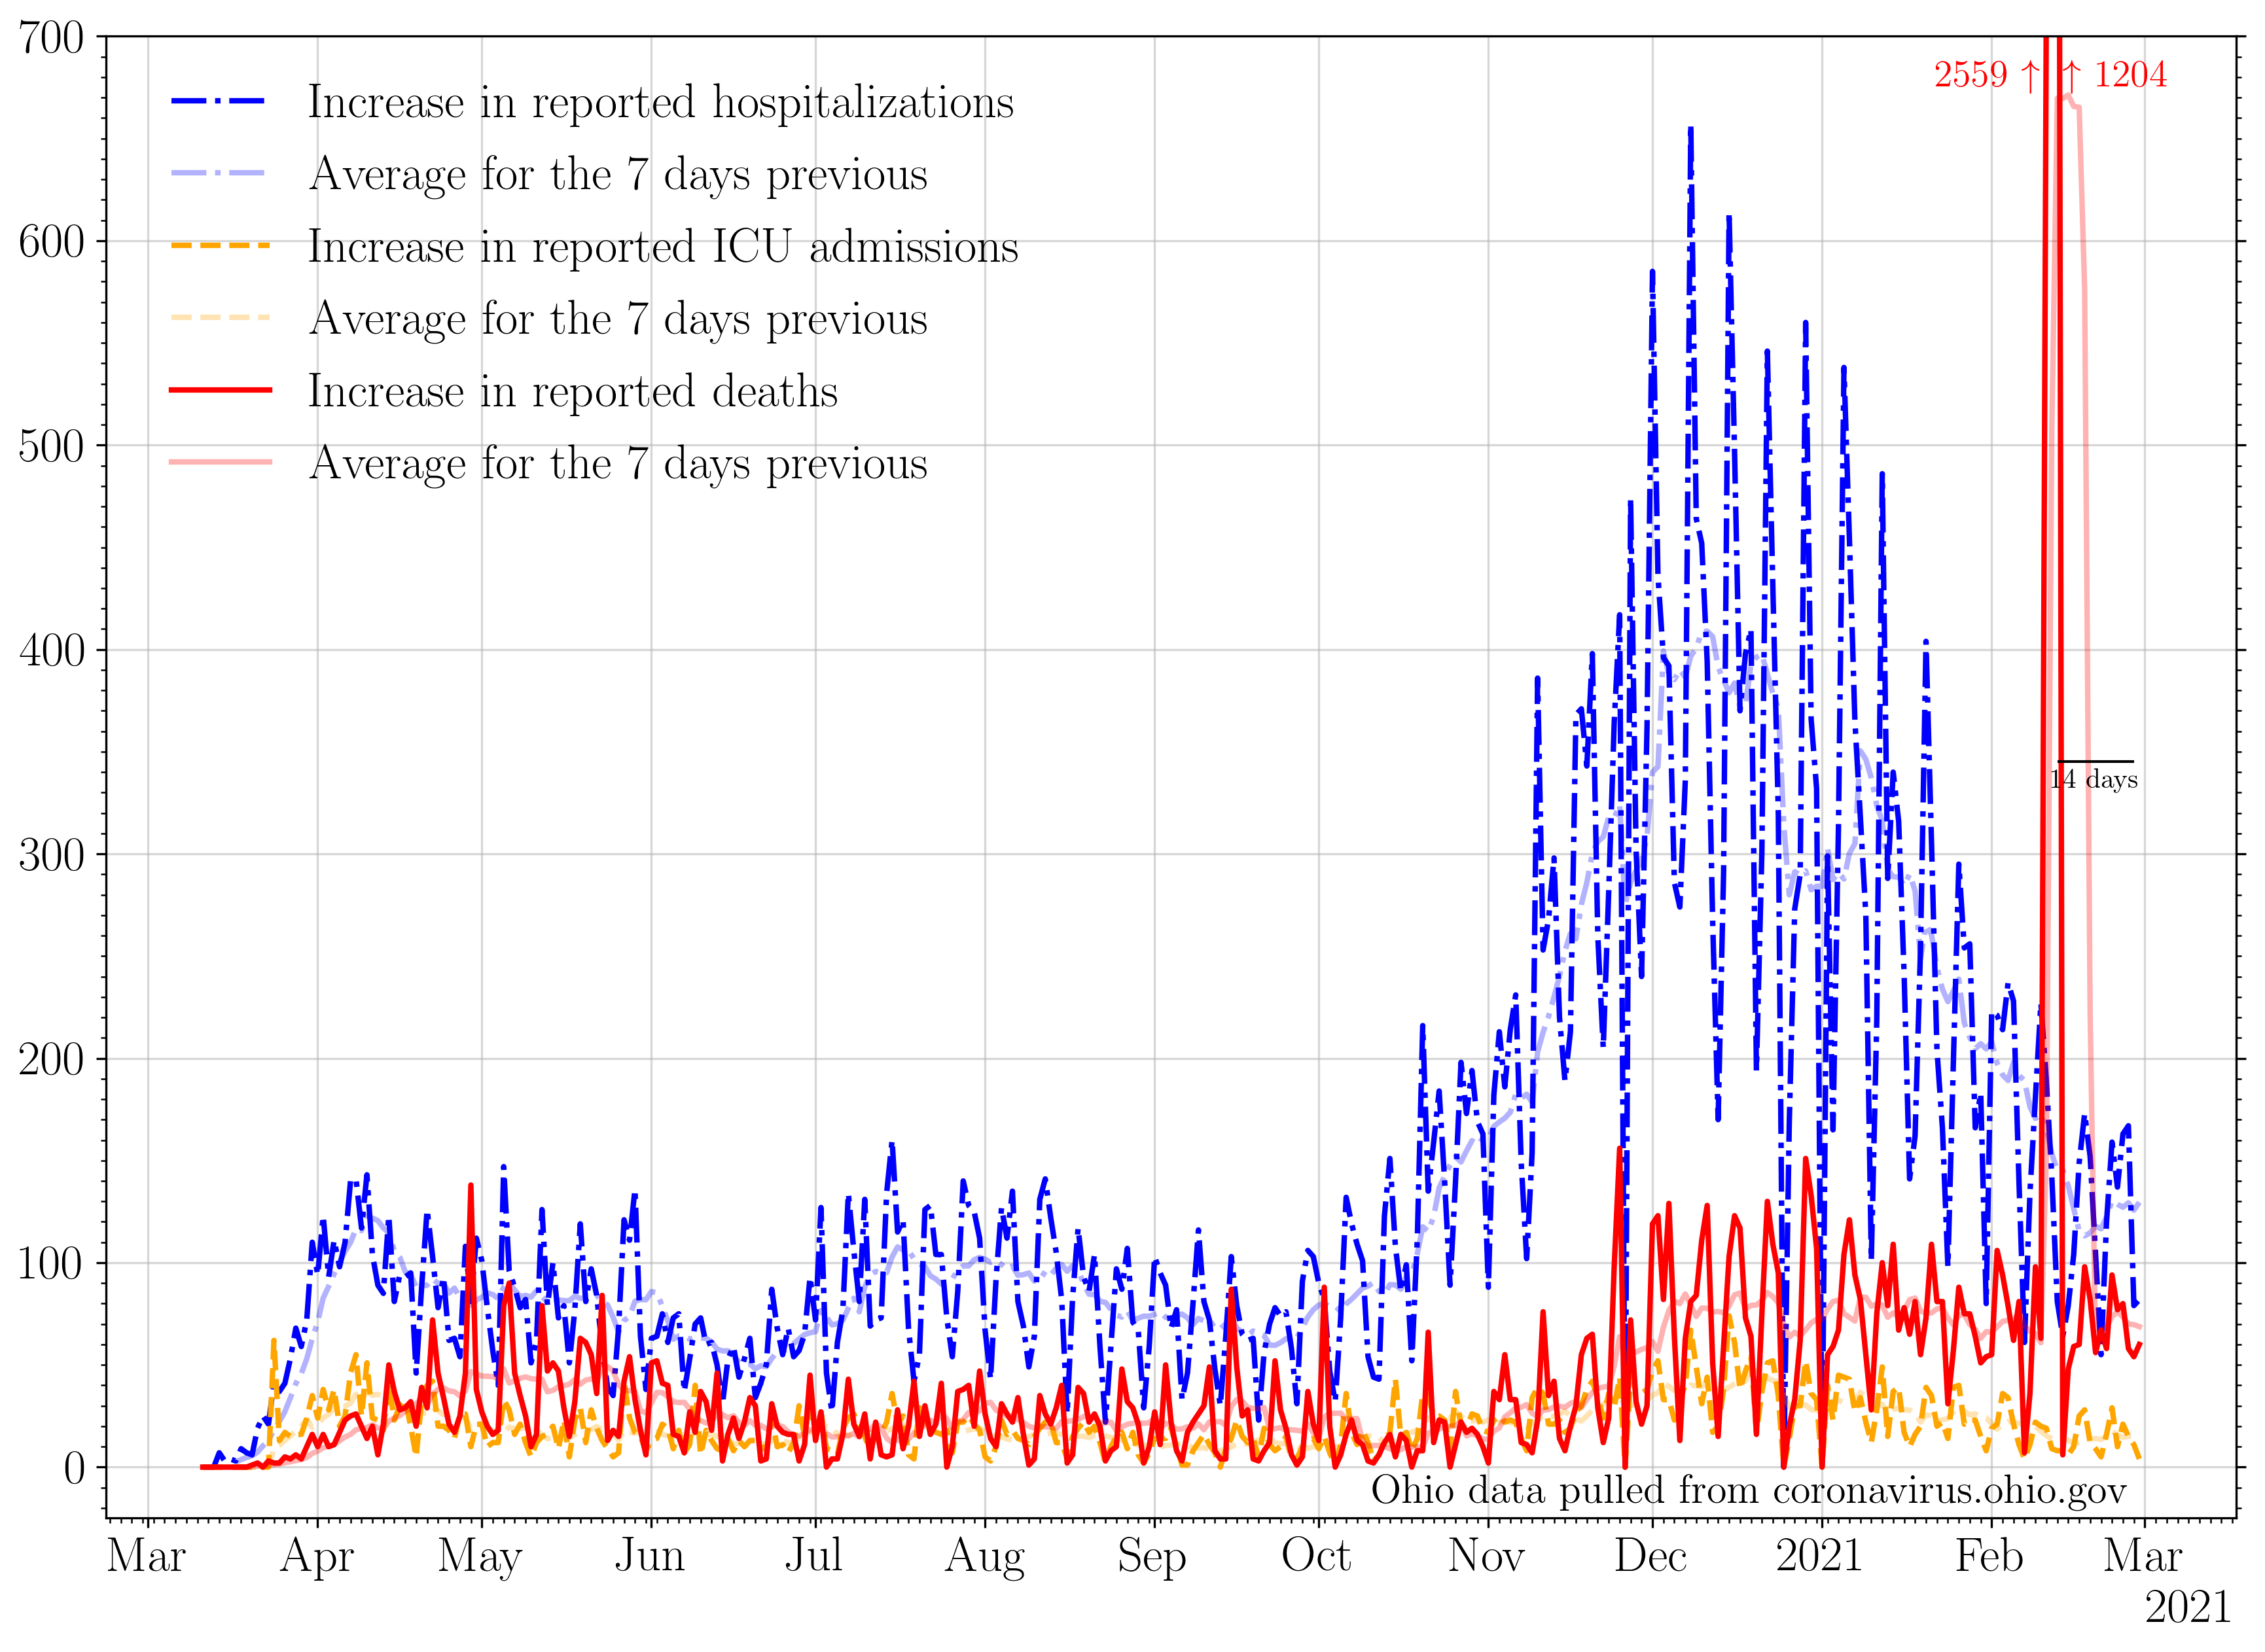 700
600
500
400
300
200
100
0
Increase in reported hospitalizations
Average for the 7 days previous
Increase in reported ICU admissions
Average for the 7 days previous
Increase in reported deaths
Average for the 7 days previous
2559 ↑ ↑ 1204
14 days
Ohio data pulled from coronavirus.ohio.gov
Mar Apr May Jun Jul Aug Sep Oct Nov Dec 2021 Feb Mar
2021